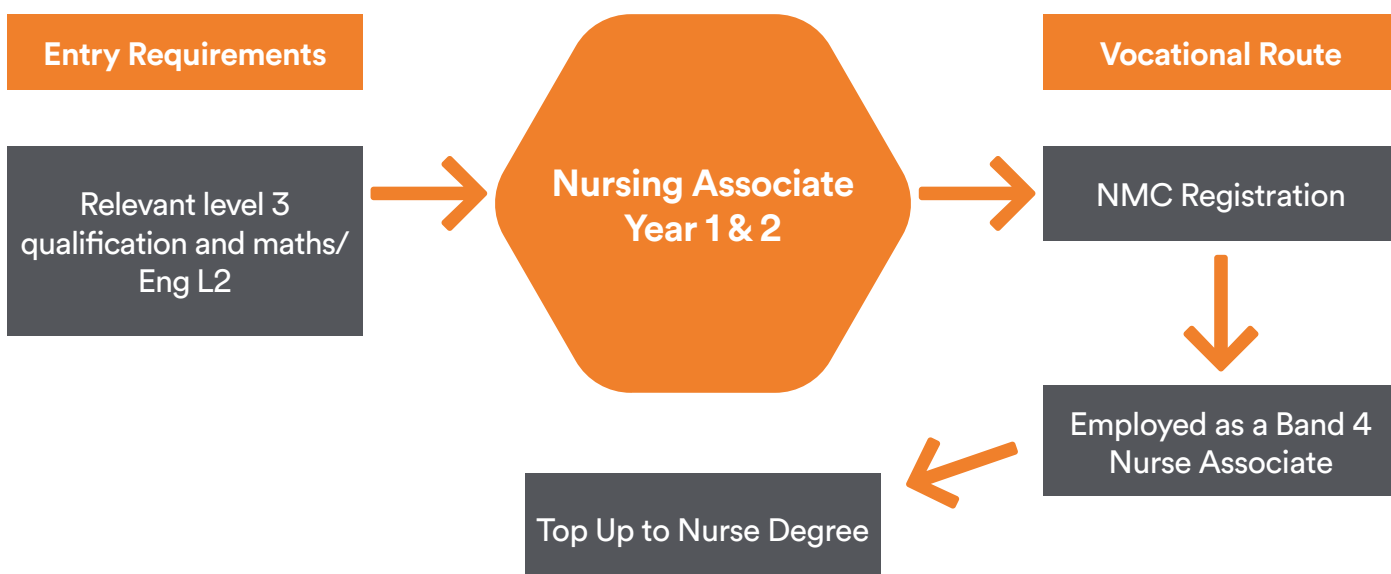 Entry Requirements
Relevant level 3
qualification and maths/
Eng L2
Nursing Associate
Year 1 & 2
Vocational Route
NMC Registration
Employed as a Band 4
Nurse Associate
Top Up to Nurse Degree